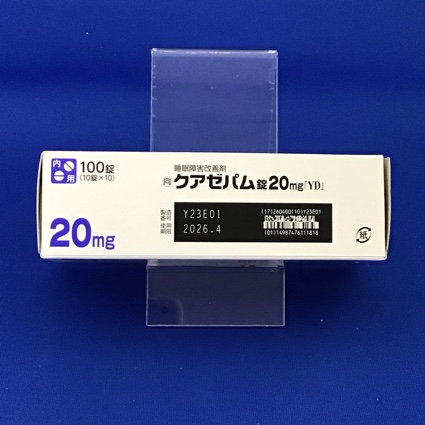 内用
100錠
(10錠×10)
20mg
睡眠障害改善剤
向 クアゼパム錠20mg「YD」
製造番号 Y23E01
使用期限 2026.4
(17)260400(10)Y23E01
(01)14987476111818
紙